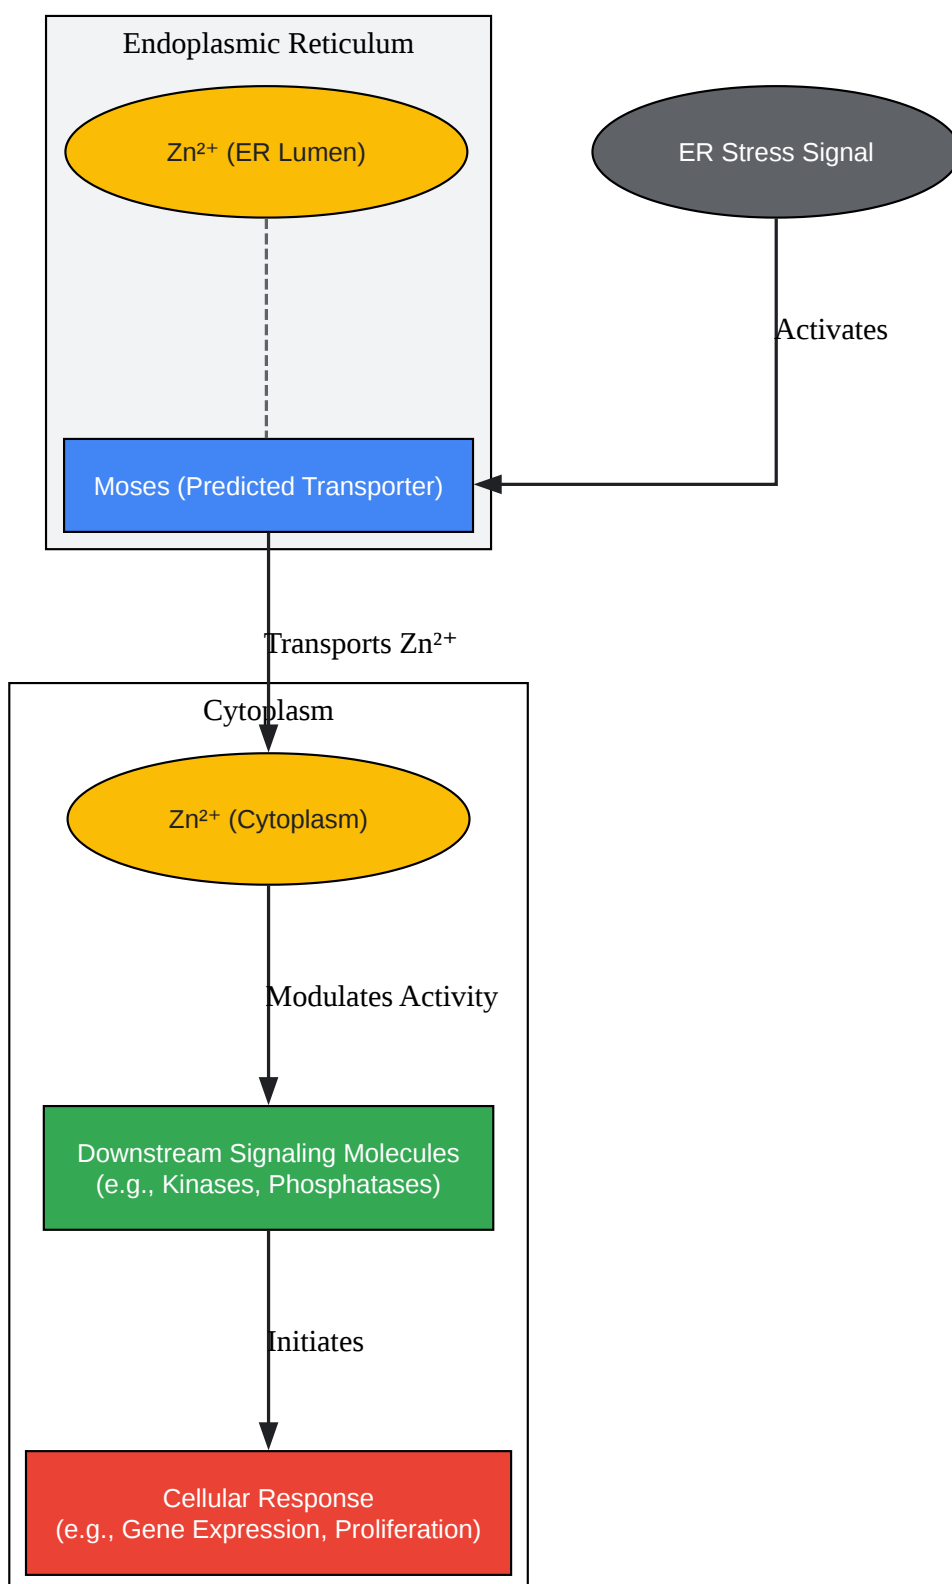 Endoplasmic Reticulum
Zn²⁺ (ER Lumen)
ER Stress Signal
Activates
Moses (Predicted Transporter)
Transports Zn²⁺
Cytoplasm
Zn²⁺ (Cytoplasm)
Modulates Activity
Downstream Signaling Molecules
(e.g., Kinases, Phosphatases)
Initiates
Cellular Response
(e.g., Gene Expression, Proliferation)